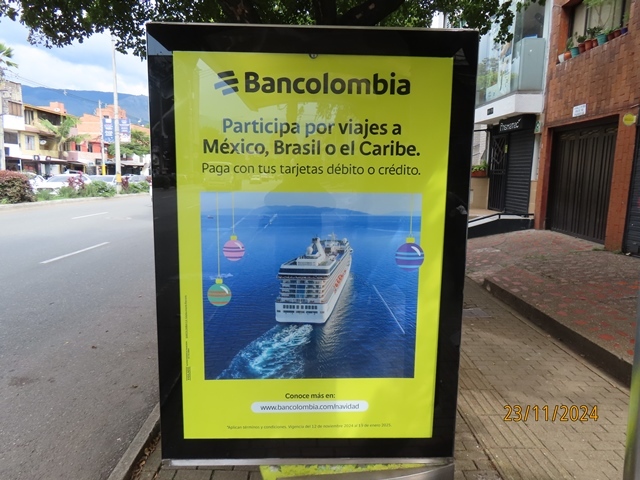 Bancolombia
Participa por viajes a
México, Brasil o el Caribe.
Paga con tus tarjetas débito o crédito.
Conoce más en:
www.bancolombia.com/navidad
23/11/2024